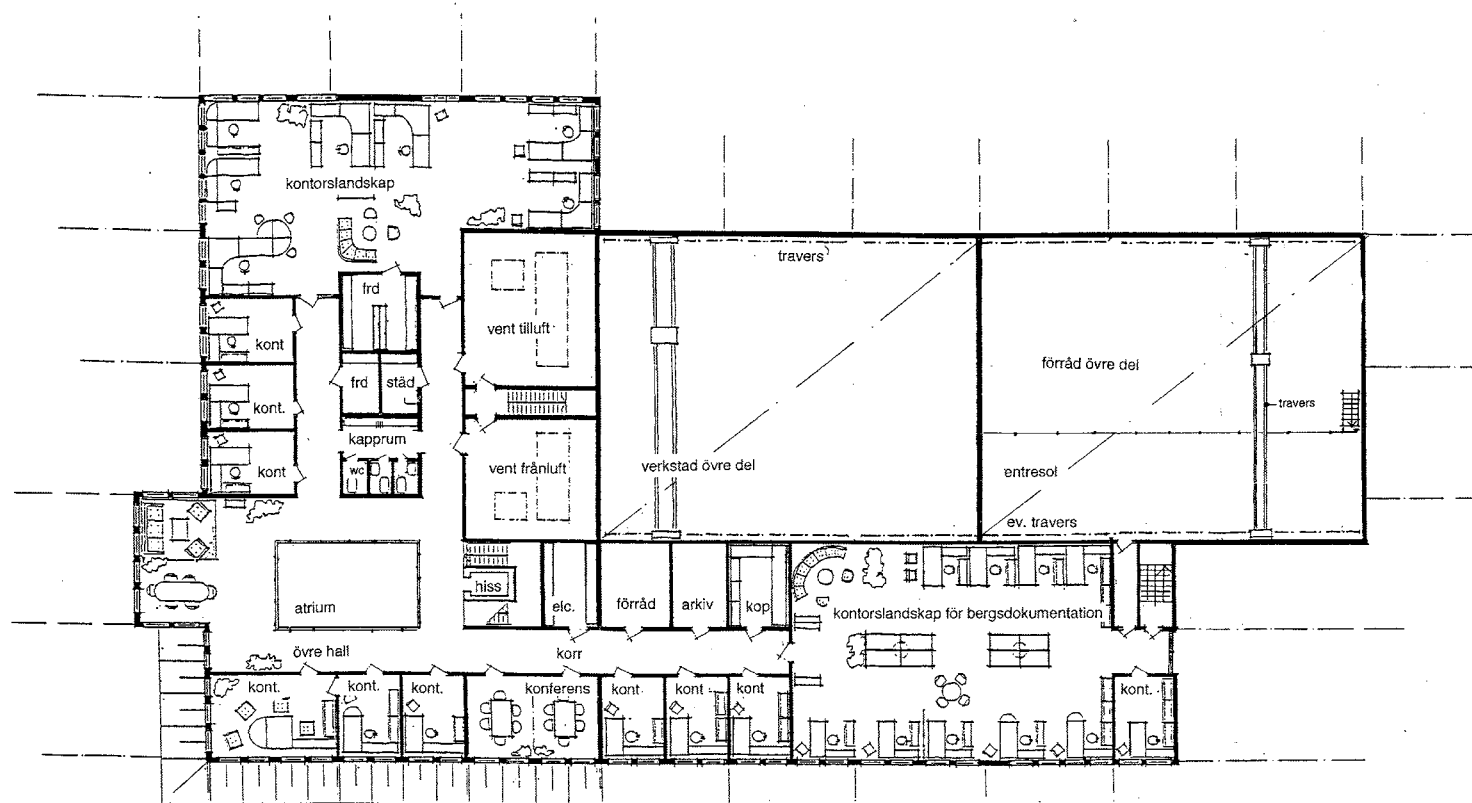 kontorslandskap
travers
frd
vent tilluft
kont
förråd övre del
frd
städ
kont.
travers
kapprum
kont
wc
vent frånluft
verkstad övre del
entresol
ev. travers
atrium
hiss
elc.
förråd
arkiv
kop
kontorslandskap för bergsdokumentation
övre hall
korr
kont.
kont.
kont.
konferens
kont
kont
kont
kont.